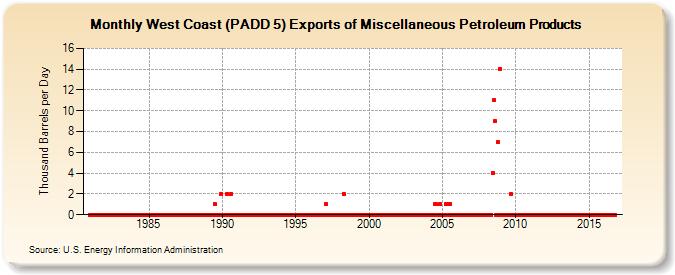 Monthly West Coast (PADD 5) Exports of Miscellaneous Petroleum Products
Thousand Barrels per Day
16
14
12
10
8
6
4
2
0
1985 1990 1995 2000 2005 2010 2015
Source: U.S. Energy Information Administration